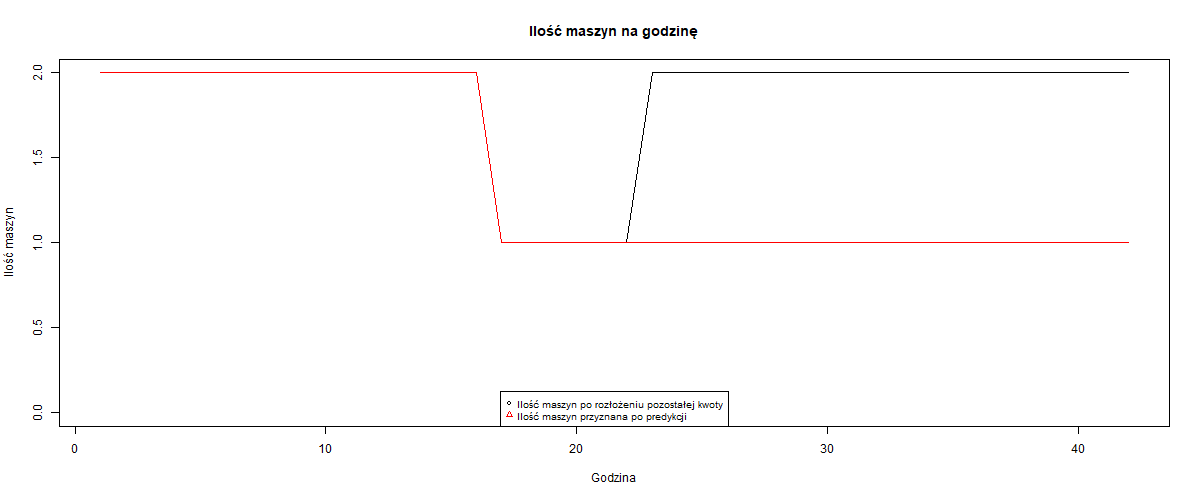 Ilość maszyn na godzinę
Ilość maszyn
2.0
1.5
1.0
0.5
0.0
Ilość maszyn po rozłożeniu pozostałej kwoty
Ilość maszyn przyznana po predykcji
0 10 20 30 40
Godzina